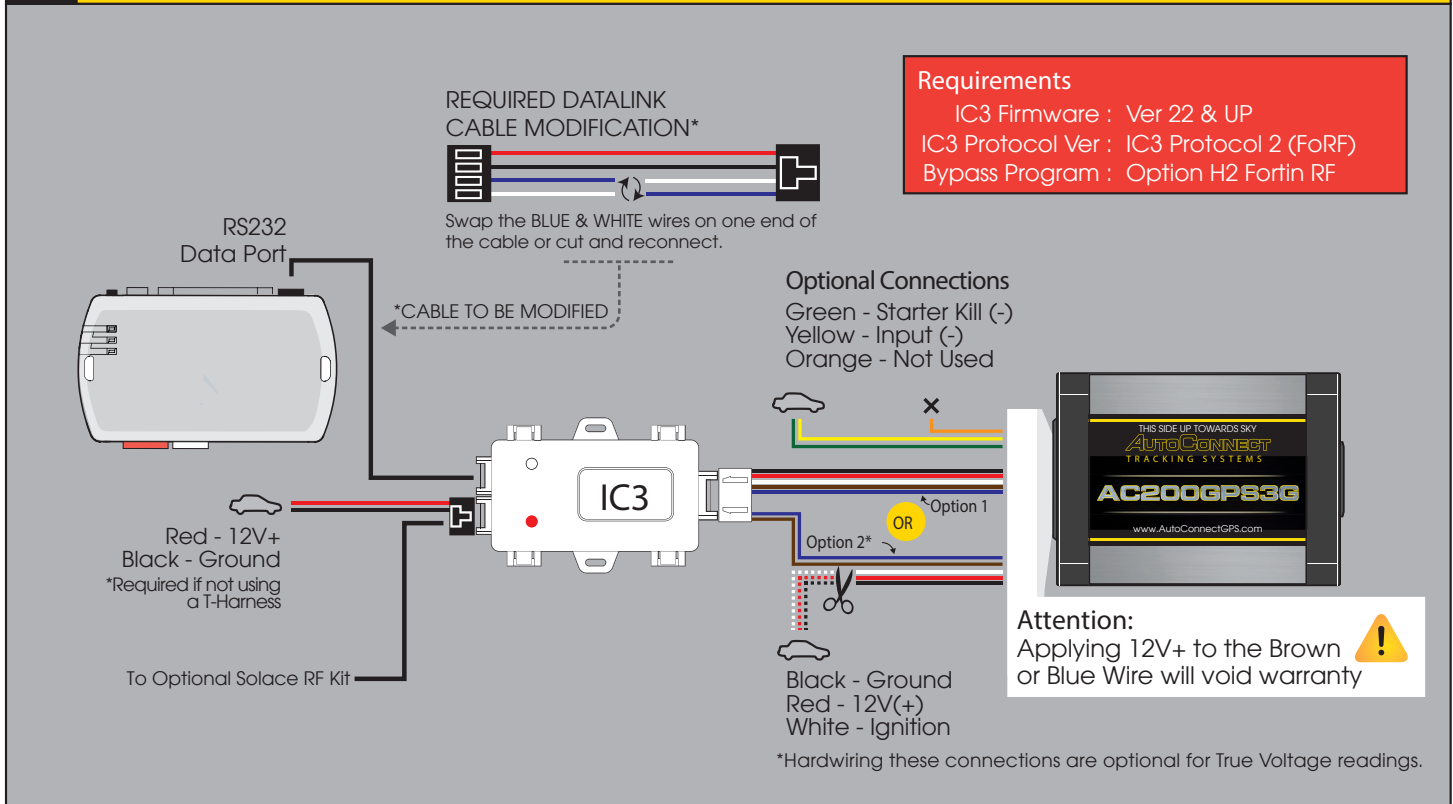 REQUIRED DATALINK
CABLE MODIFICATION*
Swap the BLUE & WHITE wires on one end of
the cable or cut and reconnect.
Requirements
IC3 Firmware : Ver 22 & UP
IC3 Protocol Ver : IC3 Protocol 2 (FoRF)
Bypass Program : Option H2 Fortin RF
RS232
Data Port
*CABLE TO BE MODIFIED
Optional Connections
Green - Starter Kill (-)
Yellow - Input (-)
Orange - Not Used
IC3
Option 1
OR
Option 2*
THIS SIDE UP TOWARDS SKY
AUTOCONNECT
TRACKING SYSTEMS
AC200GPS3G
www.AutoConnectGPS.com
Red - 12V+
Black - Ground
*Required if not using
a T-Harness
To Optional Solace RF Kit
Attention:
Applying 12V+ to the Brown
or Blue Wire will void warranty
!
Black - Ground
Red - 12V(+)
White - Ignition
*Hardwiring these connections are optional for True Voltage readings.